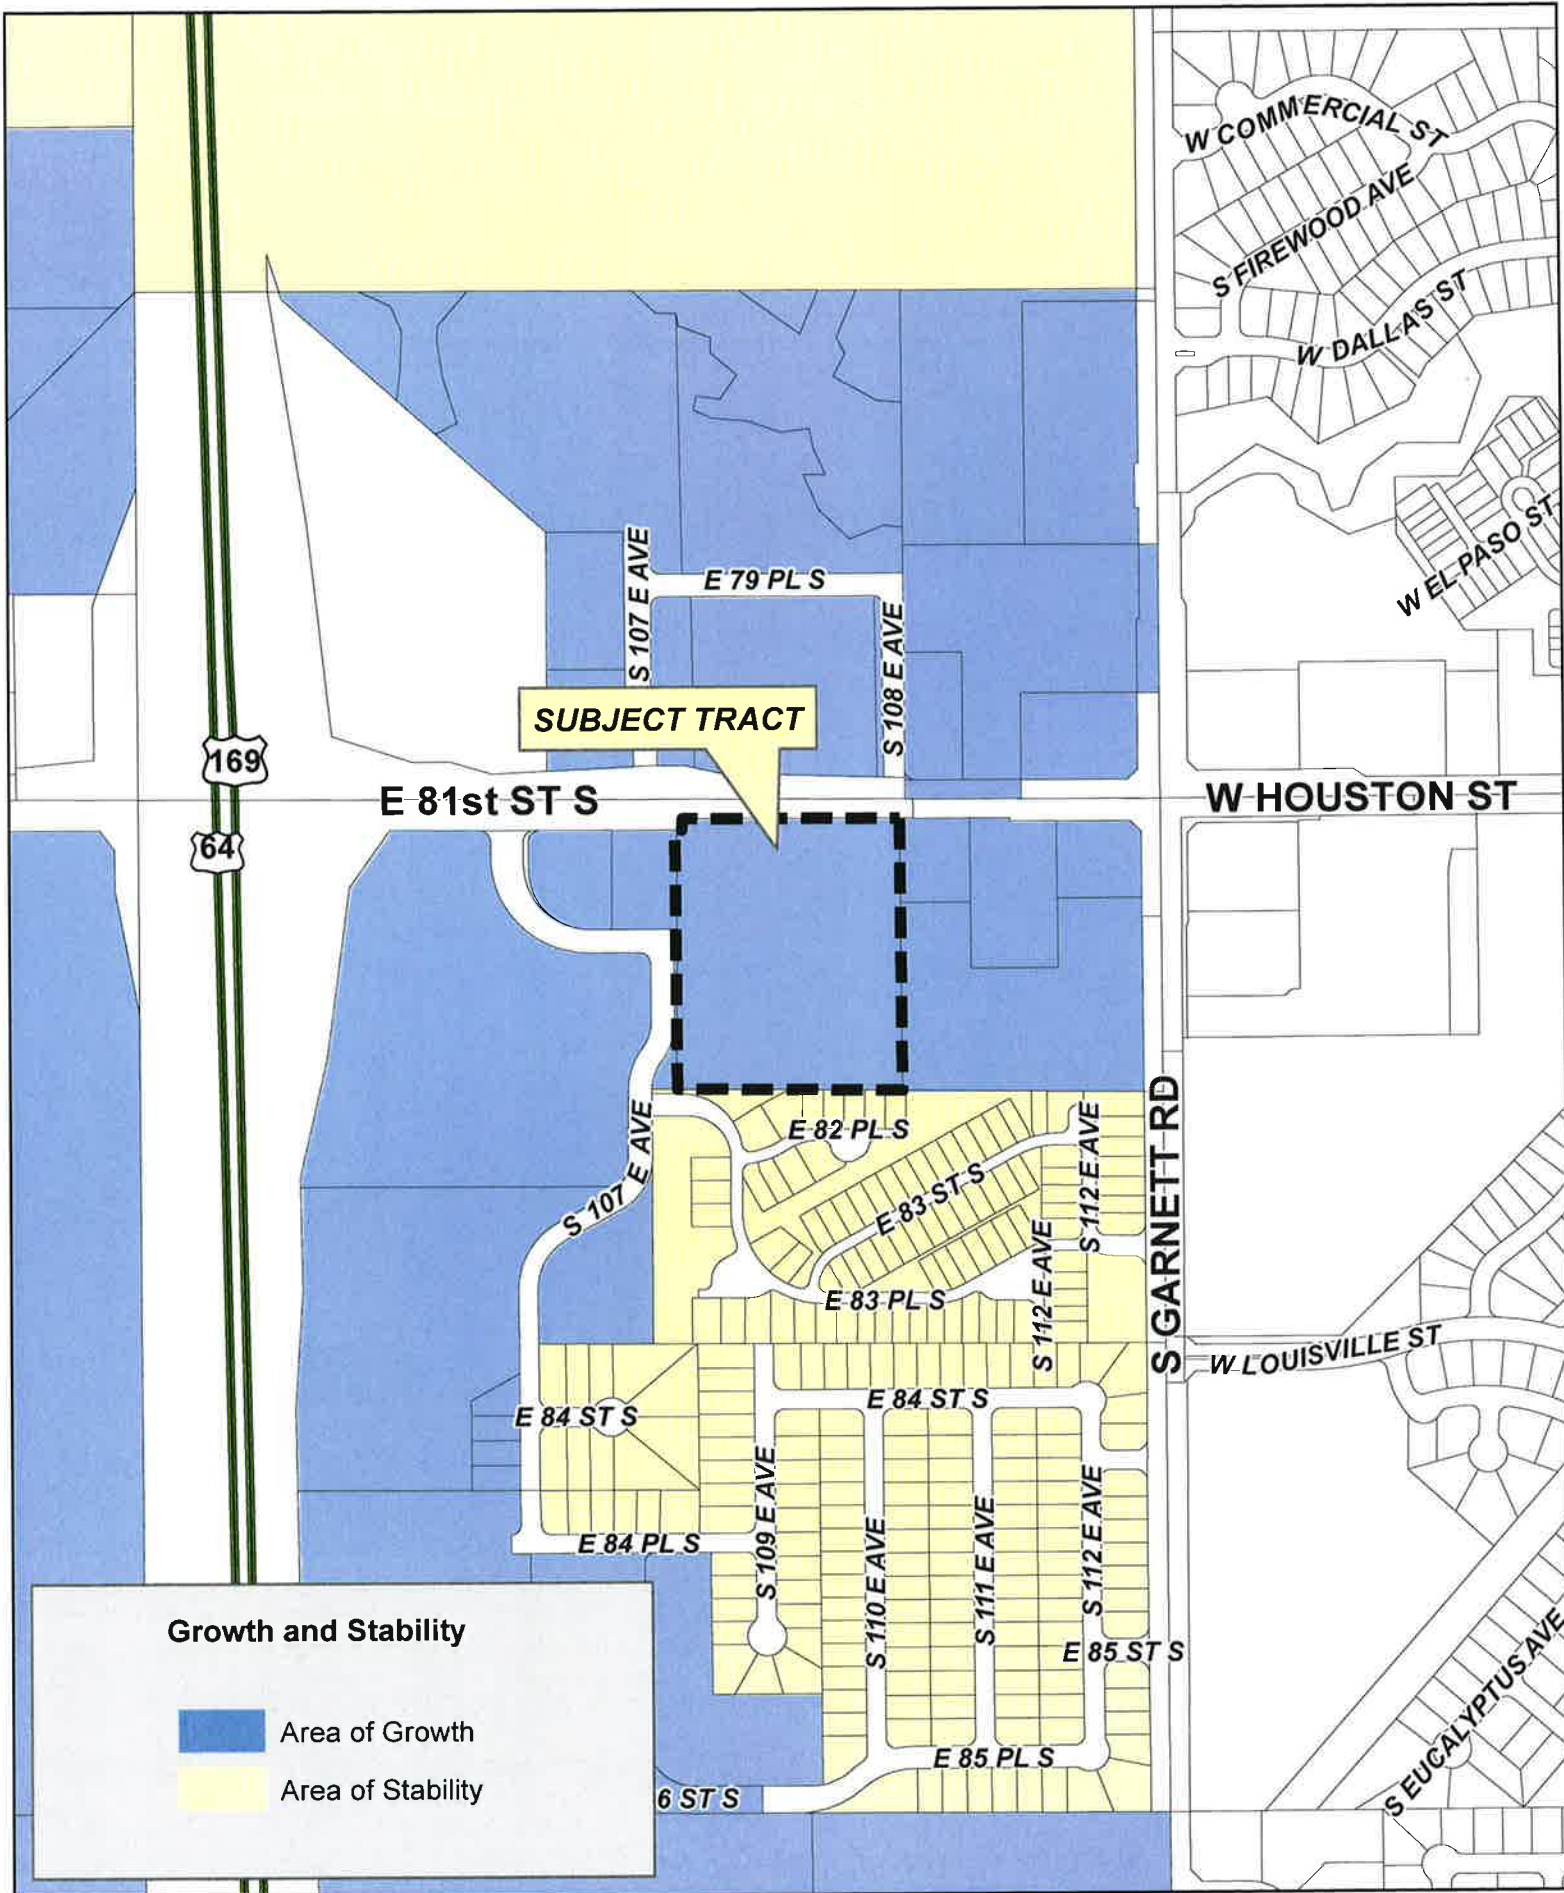 W COMMERCIAL ST
S FIREWOOD AVE
W DALLAS ST
W EL PASO ST
S 107 E AVE
E 79 PL S
S 108 E AVE
SUBJECT TRACT
169
E 81st ST S
W HOUSTON ST
64
S 107 E AVE
E 82 PL S
S 112 E AVE
E 83 ST S
S GARNETT RD
S 112 E AVE
E 83 PL S
W LOUISVILLE ST
E 84 ST S
E 84 ST S
S 109 E AVE
S 110 E AVE
S 111 E AVE
S 112 E AVE
E 84 PL S
E 85 ST S
S EUCALYPTUS AVE
E 85 PL S
6 ST S
Growth and Stability
Area of Growth
Area of Stability